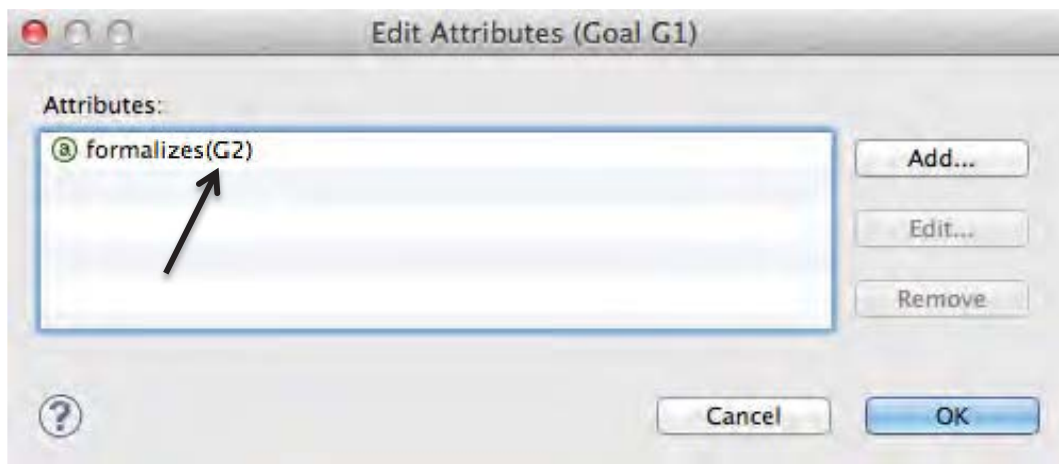 Edit Attributes (Goal G1)
Attributes:
ⓐ formalizes(G2)
Add...
Edit...
Remove
?
Cancel
OK